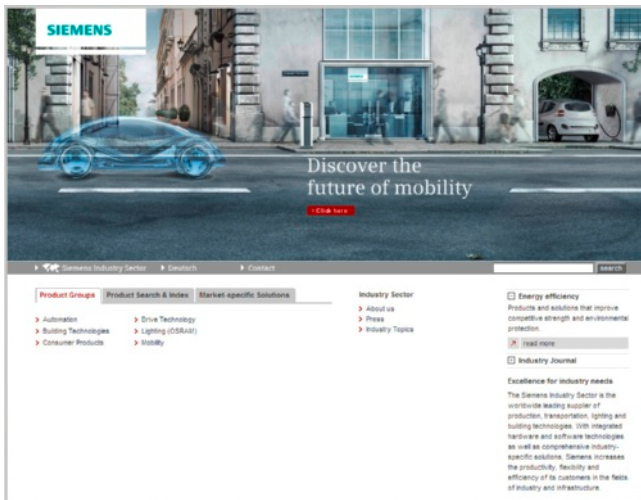 SIEMENS
Discover the
future of mobility
Click here
Siemens Industry Sector Deutsch Contact
search
Product Groups Product Search & Index Market-specific Solutions
Automation Drive Technology
Building Technologies Lighting (OSRAM)
Consumer Products Mobility
Industry Sector
About us
Press
Industry Topics
Energy efficiency
Products and solutions that improve
competitive strength and environmental
protection.
read more
Industry Journal
Excellence for industry needs
The Siemens Industry Sector is the
worldwide leading supplier of
production, transportation, lighting and
building technologies. With integrated
hardware and software technologies
as well as comprehensive industry-
specific solutions, Siemens increases
the productivity, flexibility and
efficiency of its customers in the fields
of industry and infrastructure.